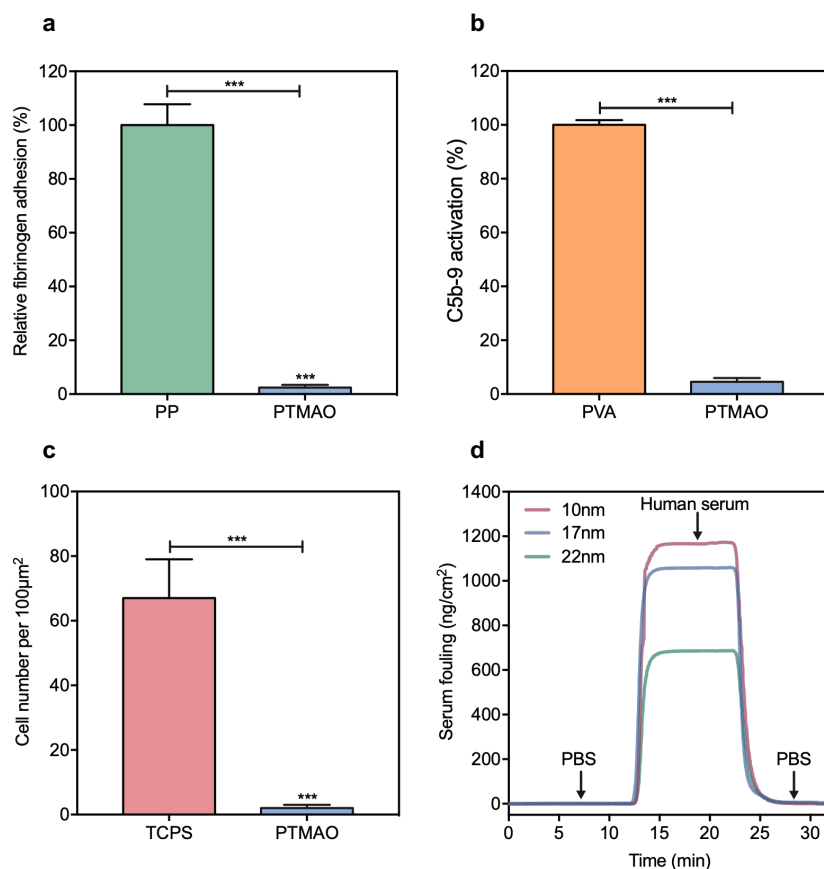 a
Relative fibrinogen adhesion (%)
120
100
80
60
40
20
0
***
***
PP
PTMAO
b
C5b-9 activation (%)
120
100
80
60
40
20
0
***
PVA
PTMAO
c
Cell number per 100µm²
100
80
60
40
20
0
***
***
TCPS
PTMAO
d
Serum fouling (ng/cm²)
1400
1200
1000
800
600
400
200
0
10nm
17nm
22nm
Human serum
PBS
PBS
0
5
10
15
20
25
30
Time (min)